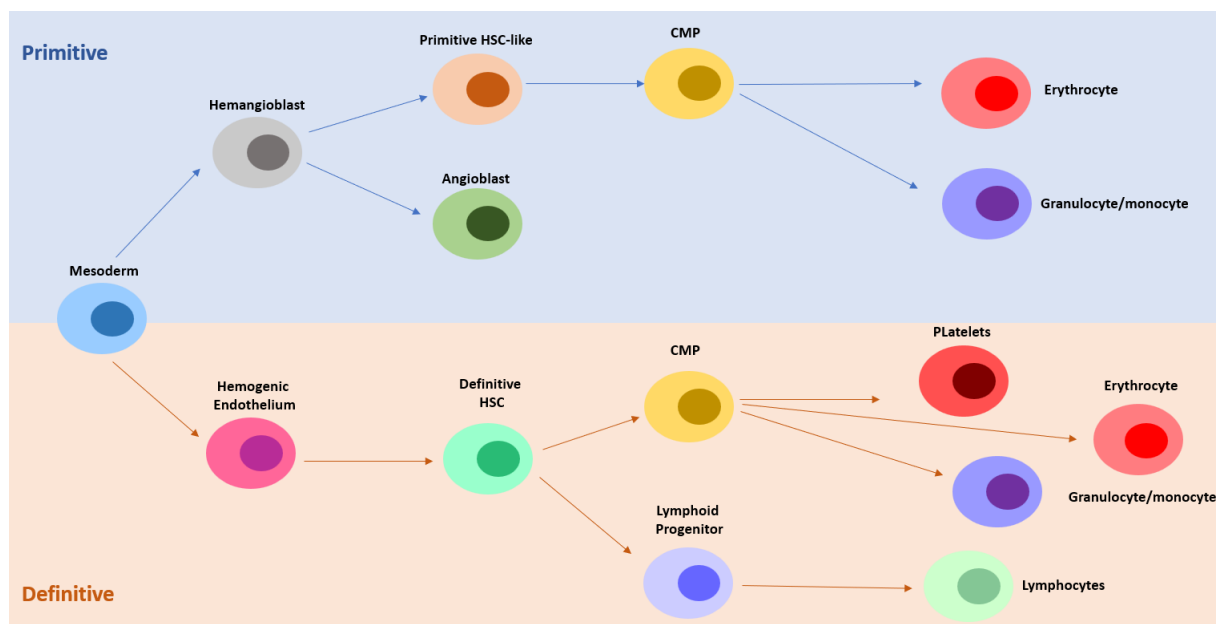 Primitive
Primitive HSC-like
CMP
Hemangioblast
Erythrocyte
Angioblast
Granulocyte/monocyte
Mesoderm
PLatelets
CMP
Hemogenic
Endothelium
Definitive
HSC
Erythrocyte
Granulocyte/monocyte
Lymphoid
Progenitor
Lymphocytes
Definitive